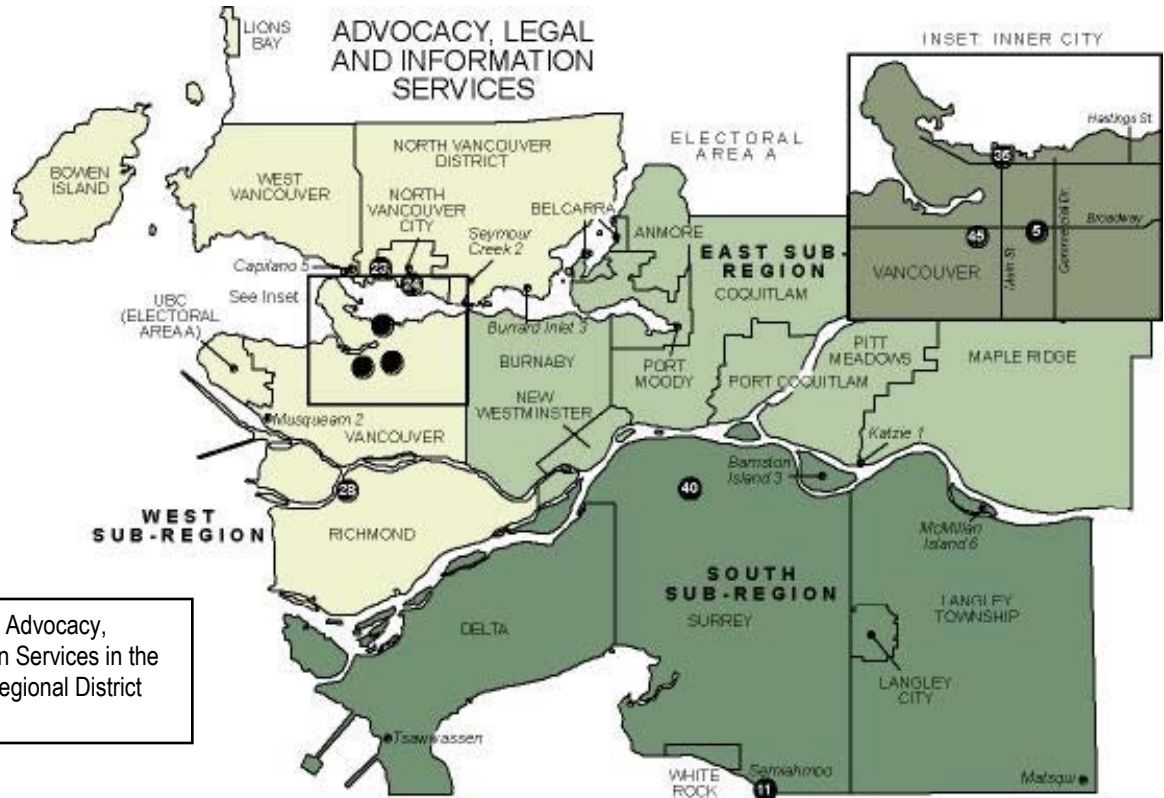 LIONS
BAY
ADVOCACY, LEGAL
AND INFORMATION
SERVICES
INSET: INNER CITY
Hastings St.
35
Broadway
45
5
Main St
Commercial Dr.
VANCOUVER
BOWEN
ISLAND
WEST
VANCOUVER
NORTH VANCOUVER
DISTRICT
NORTH
VANCOUVER
CITY
ELECTORAL
AREA A
BELCARRA
ANMORE
Seymour
Creek 2
Capilano 5
23
See Inset
UBC
(ELECTORAL
AREA A)
Burrard Inlet 3
EAST SUB-
REGION
COQUITLAM
BURNABY
PORT
MOODY
PORT COQUITLAM
PITT
MEADOWS
MAPLE RIDGE
NEW
WESTMINSTER
Musqueam 2
VANCOUVER
Katzie 1
Barnston
Island 3
28
40
WEST
SUB-REGION
RICHMOND
McMillan
Island 6
SOUTH
SUB-REGION
SURREY
DELTA
LANGLEY
TOWNSHIP
LANGLEY
CITY
Advocacy,
n Services in the
egional District
Tsawwassen
WHITE
ROCK
Semiahmoo
11
Matsqui